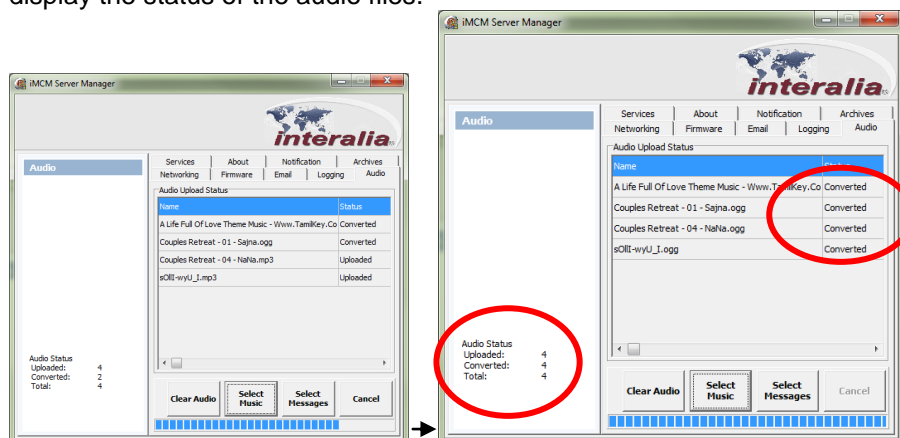 display the status of the audio files.
iMCM Server Manager
interalia
Audio
Services About Notification Archives
Networking Firmware Email Logging Audio
Audio Upload Status
Name Status
A Life Full Of Love Theme Music - Www.TamilKey.Co Converted
Couples Retreat - 01 - Sajna.ogg Converted
Couples Retreat - 04 - NaNa.mp3 Uploaded
sOllI-wyU_I.mp3 Uploaded
Audio Status
Uploaded: 4
Converted: 2
Total: 4
Clear Audio Select Music Select Messages Cancel
iMCM Server Manager
interalia
Audio
Services About Notification Archives
Networking Firmware Email Logging Audio
Audio Upload Status
Name
A Life Full Of Love Theme Music - Www.TamilKey.Co Converted
Couples Retreat - 01 - Sajna.ogg Converted
Couples Retreat - 04 - NaNa.ogg Converted
sOllI-wyU_I.ogg Converted
Audio Status
Uploaded: 4
Converted: 4
Total: 4
Clear Audio Select Music Select Messages Cancel